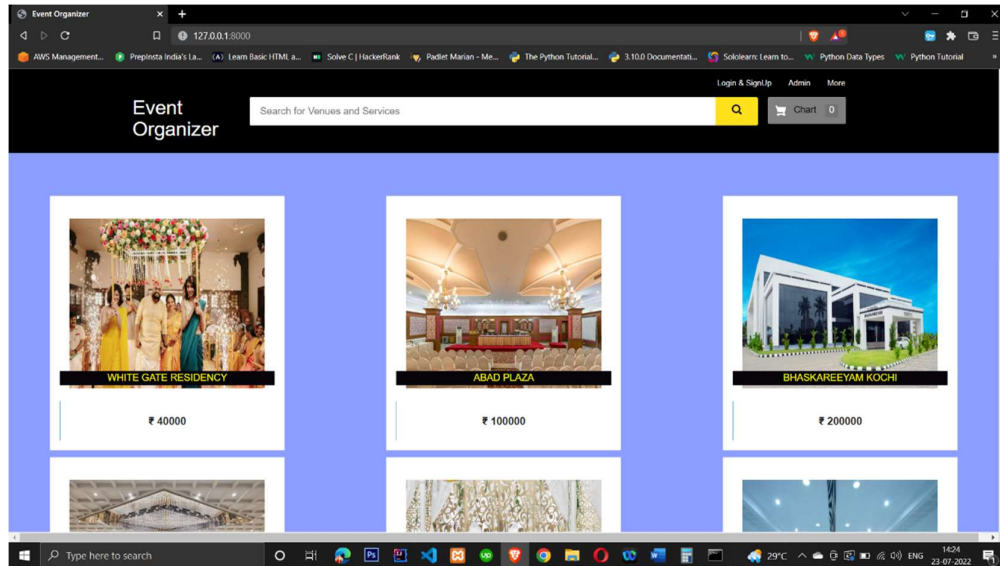 Event Organizer
127.0.0.1:8000
AWS Management... PrepInsta India's La... Learn Basic HTML a... Solve C | HackerRank Padlet Marian - Me... The Python Tutorial... 3.10.0 Documentati... Sololearn: Learn to... Python Data Types Python Tutorial
Login & SignUp Admin More
Event
Organizer
Search for Venues and Services
Chart 0
WHITE GATE RESIDENCY
ABAD PLAZA
BHASKAREEYAM KOCHI
₹ 40000
₹ 100000
₹ 200000
Type here to search
29°C
ENG
14:24
23-07-2022